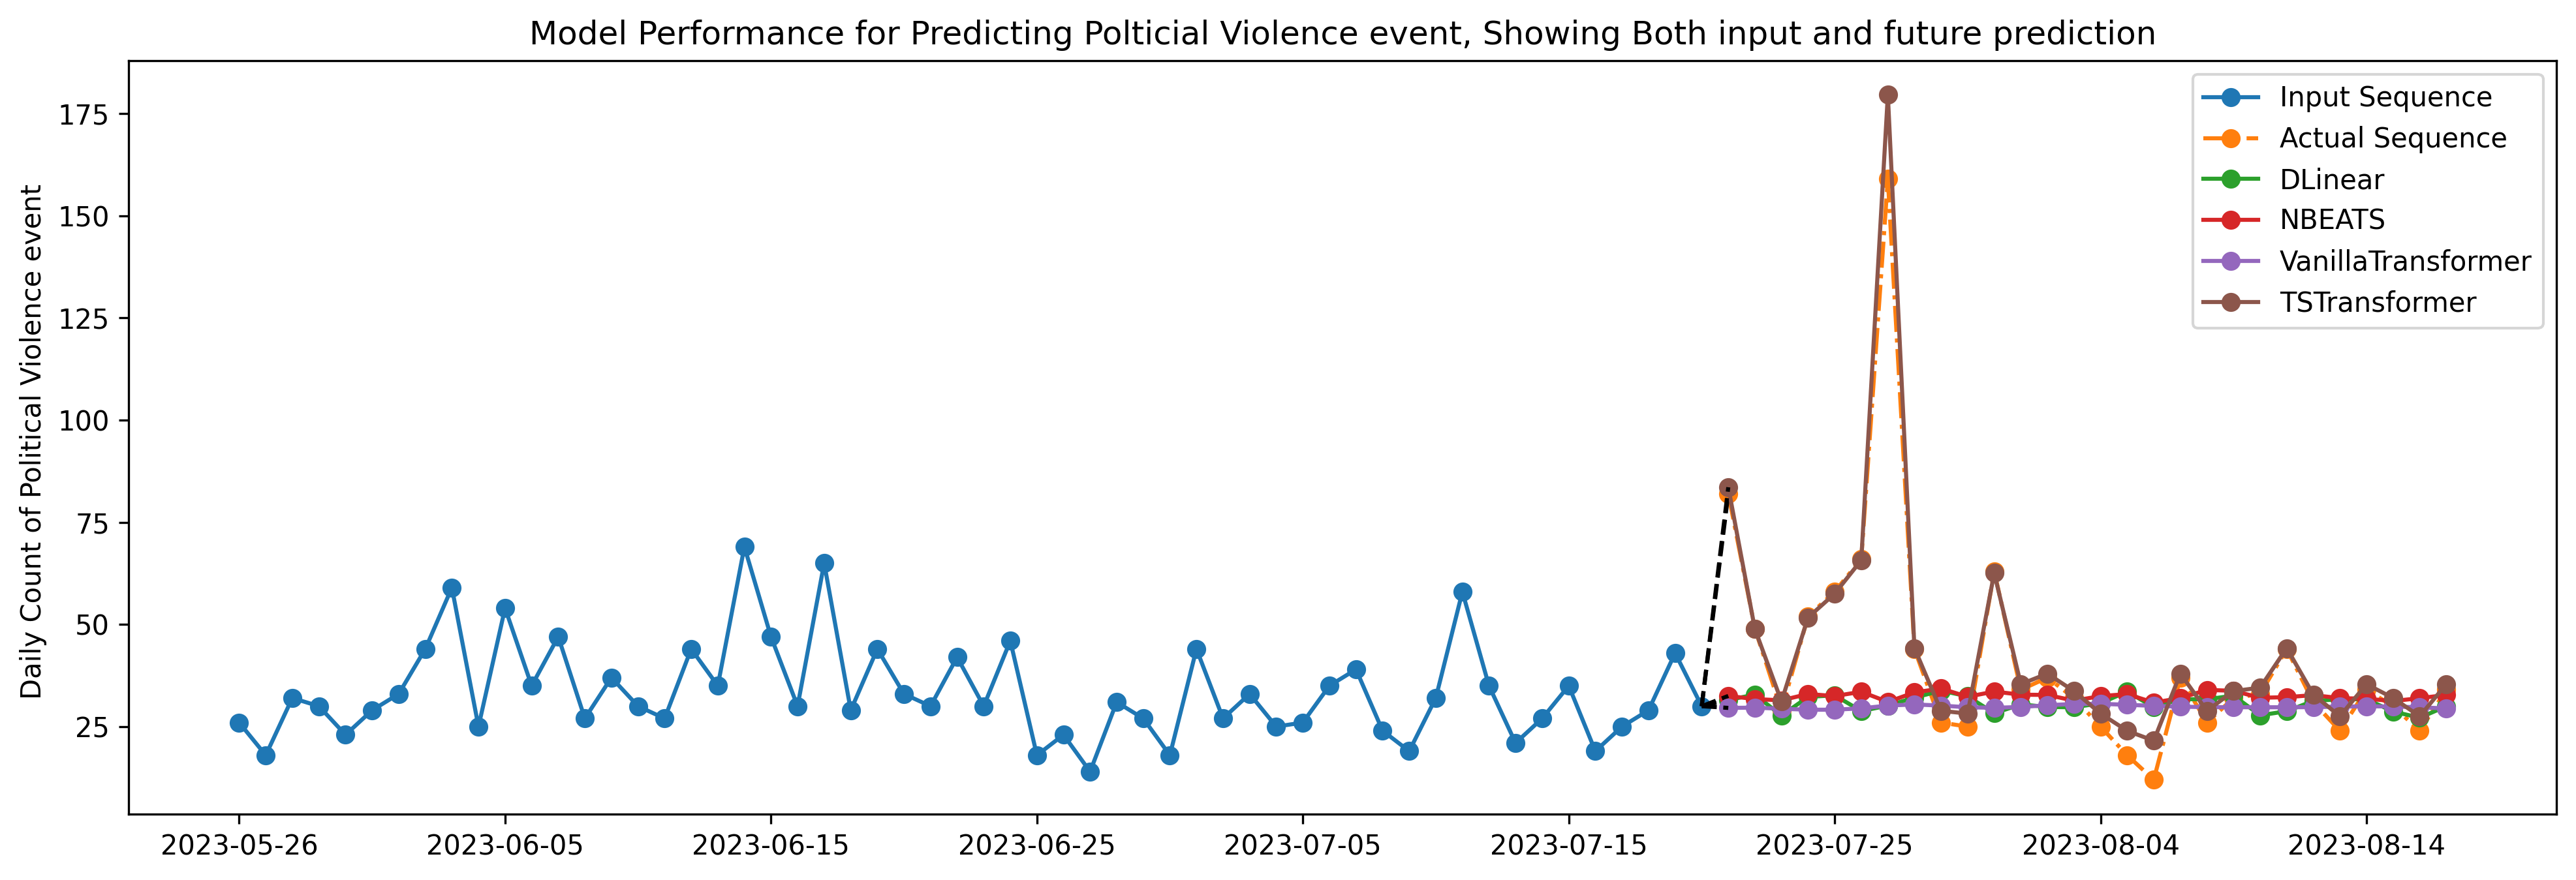 Model Performance for Predicting Polticial Violence event, Showing Both input and future prediction
Daily Count of Political Violence event
175
150
125
100
75
50
25
2023-05-26
2023-06-05
2023-06-15
2023-06-25
2023-07-05
2023-07-15
2023-07-25
2023-08-04
2023-08-14
Input Sequence
Actual Sequence
DLinear
NBEATS
VanillaTransformer
TSTransformer